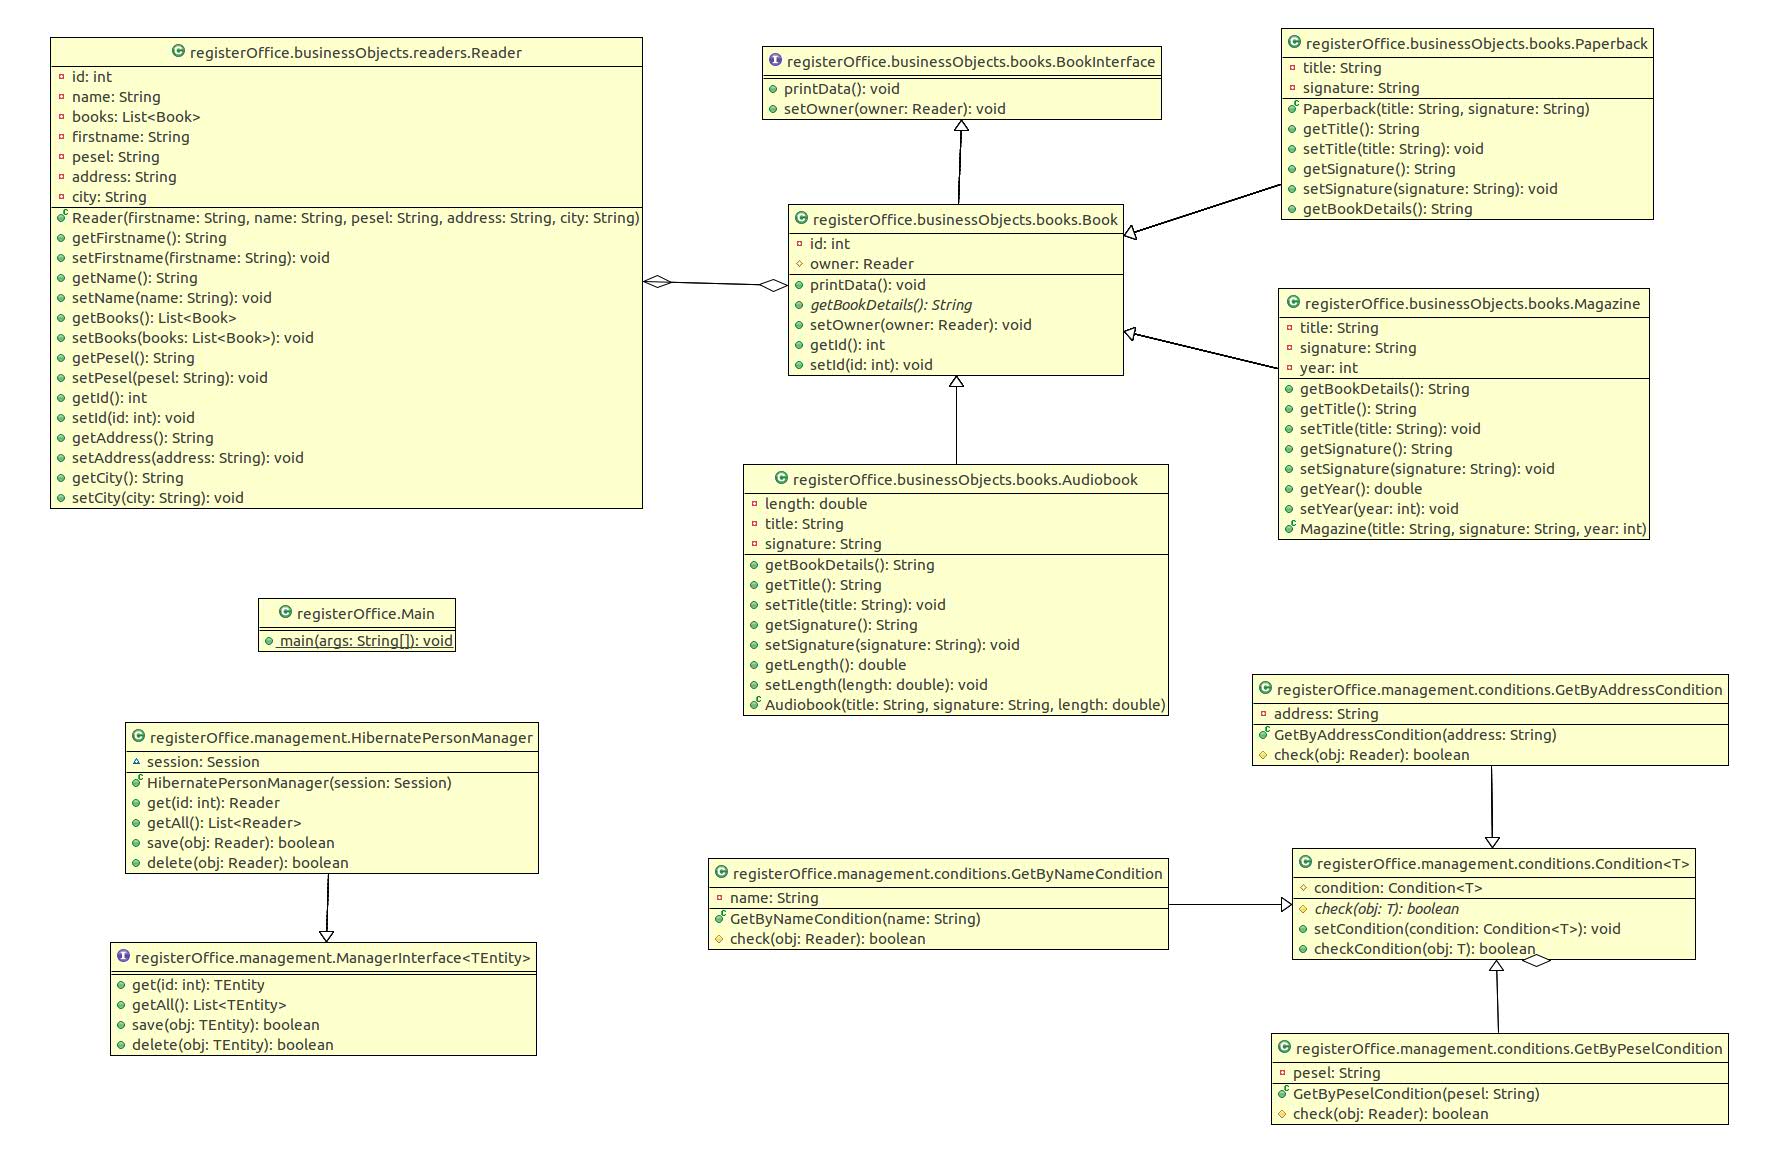 registerOffice.businessObjects.readers.Reader
id: int
name: String
books: List<Book>
firstname: String
pesel: String
address: String
city: String
Reader(firstname: String, name: String, pesel: String, address: String, city: String)
getFirstname(): String
setFirstname(firstname: String): void
getName(): String
setName(name: String): void
getBooks(): List<Book>
setBooks(books: List<Book>): void
getPesel(): String
setPesel(pesel: String): void
getId(): int
setId(id: int): void
getAddress(): String
setAddress(address: String): void
getCity(): String
setCity(city: String): void
registerOffice.businessObjects.books.BookInterface
printData(): void
setOwner(owner: Reader): void
registerOffice.businessObjects.books.Paperback
title: String
signature: String
Paperback(title: String, signature: String)
getTitle(): String
setTitle(title: String): void
getSignature(): String
setSignature(signature: String): void
getBookDetails(): String
registerOffice.businessObjects.books.Book
id: int
owner: Reader
printData(): void
getBookDetails(): String
setOwner(owner: Reader): void
getId(): int
setId(id: int): void
registerOffice.businessObjects.books.Magazine
title: String
signature: String
year: int
getBookDetails(): String
getTitle(): String
setTitle(title: String): void
getSignature(): String
setSignature(signature: String): void
getYear(): double
setYear(year: int): void
Magazine(title: String, signature: String, year: int)
registerOffice.businessObjects.books.Audiobook
length: double
title: String
signature: String
getBookDetails(): String
getTitle(): String
setTitle(title: String): void
getSignature(): String
setSignature(signature: String): void
getLength(): double
setLength(length: double): void
Audiobook(title: String, signature: String, length: double)
registerOffice.Main
main(args: String[]): void
registerOffice.management.HibernatePersonManager
session: Session
HibernatePersonManager(session: Session)
get(id: int): Reader
getAll(): List<Reader>
save(obj: Reader): boolean
delete(obj: Reader): boolean
registerOffice.management.ManagerInterface<TEntity>
get(id: int): TEntity
getAll(): List<TEntity>
save(obj: TEntity): boolean
delete(obj: TEntity): boolean
registerOffice.management.conditions.GetByAddressCondition
address: String
GetByAddressCondition(address: String)
check(obj: Reader): boolean
registerOffice.management.conditions.GetByNameCondition
name: String
GetByNameCondition(name: String)
check(obj: Reader): boolean
registerOffice.management.conditions.Condition<T>
condition: Condition<T>
check(obj: T): boolean
setCondition(condition: Condition<T>): void
checkCondition(obj: T): boolean
registerOffice.management.conditions.GetByPeselCondition
pesel: String
GetByPeselCondition(pesel: String)
check(obj: Reader): boolean